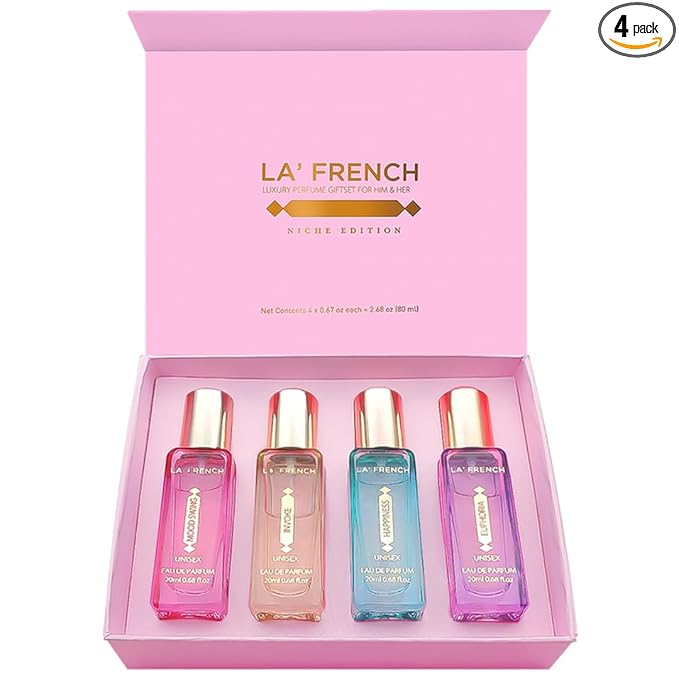 4 pack
LA' FRENCH
LUXURY PERFUME GIFTSET FOR HIM & HER
NICHE EDITION
Net Contents 4 x 0.67 oz each = 2.68 oz (80 ml)
LA' FRENCH
MOOD SWING
UNISEX
EAU DE PARFUM
20ml 0.68 fl.oz
LA' FRENCH
INVOKE
UNISEX
EAU DE PARFUM
20ml 0.68 fl.oz
LA' FRENCH
HAPPINESS
UNISEX
EAU DE PARFUM
20ml 0.68 fl.oz
LA' FRENCH
EUPHORIA
UNISEX
EAU DE PARFUM
20ml 0.68 fl.oz